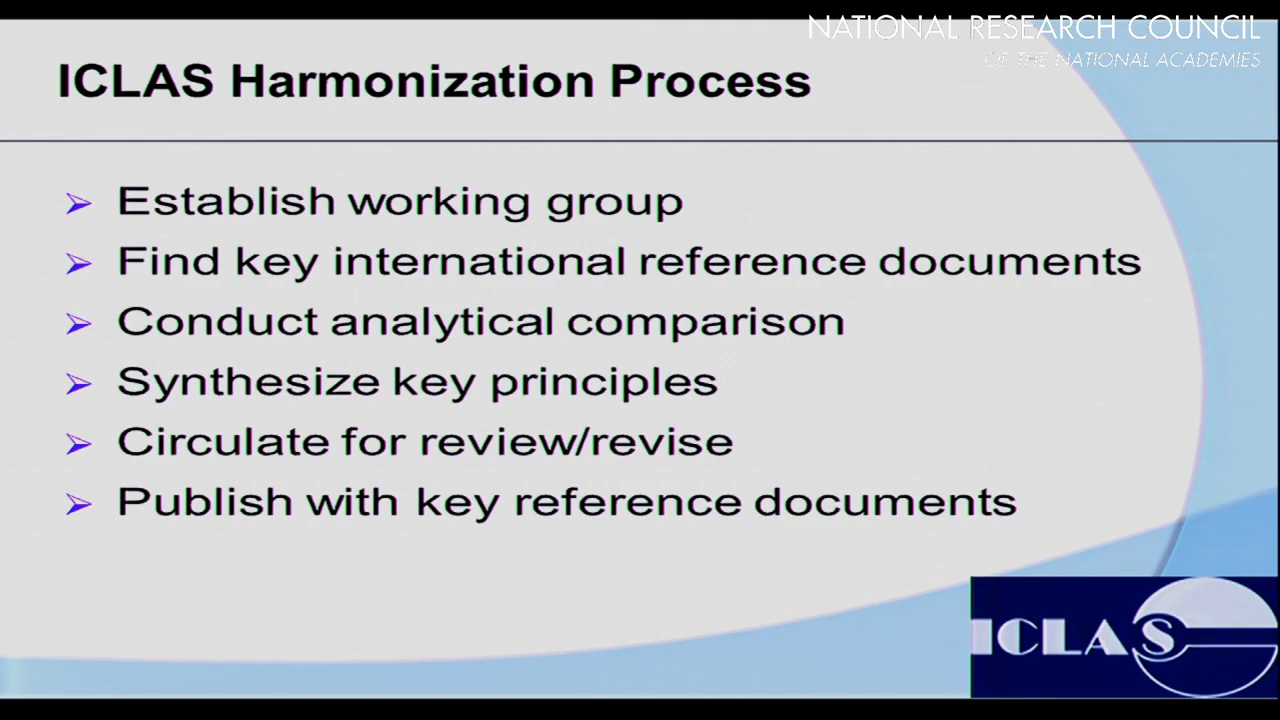 NATIONAL RESEARCH COUNCIL
OF THE NATIONAL ACADEMIES
ICLAS Harmonization Process
Establish working group
Find key international reference documents
Conduct analytical comparison
Synthesize key principles
Circulate for review/revise
Publish with key reference documents
ICLAS